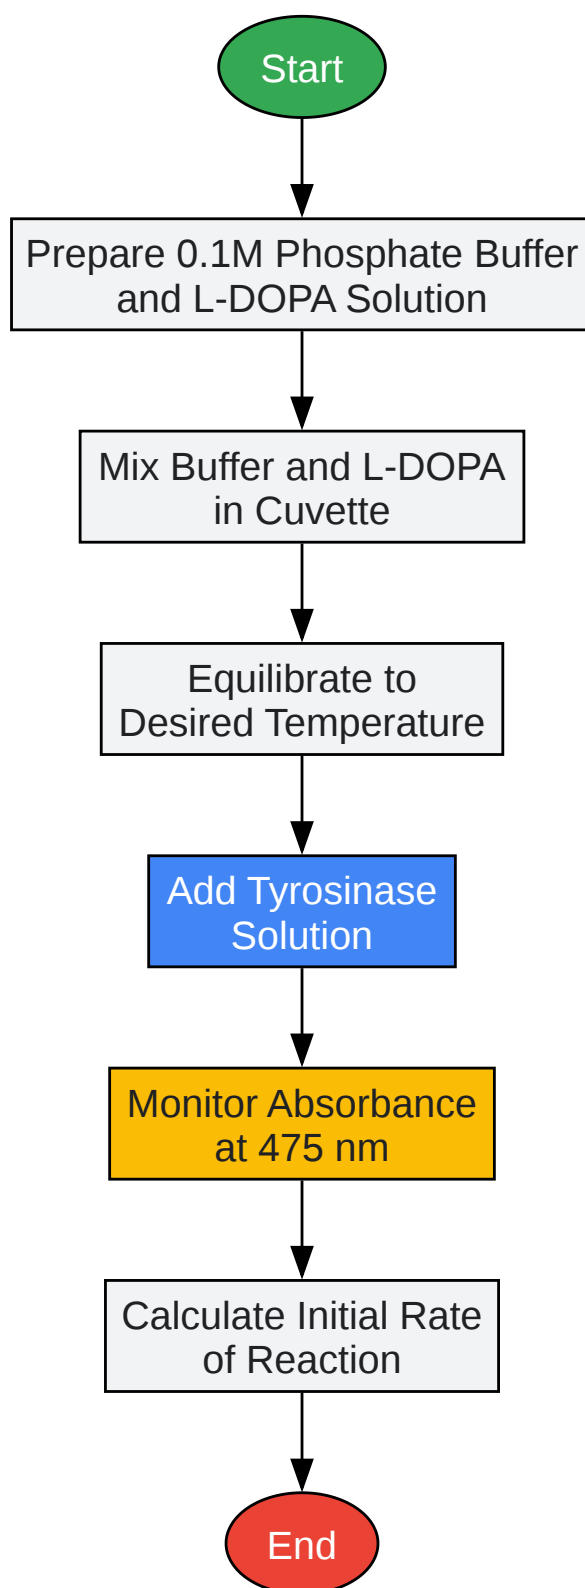 Start
Prepare 0.1M Phosphate Buffer
and L-DOPA Solution
Mix Buffer and L-DOPA
in Cuvette
Equilibrate to
Desired Temperature
Add Tyrosinase
Solution
Monitor Absorbance
at 475 nm
Calculate Initial Rate
of Reaction
End